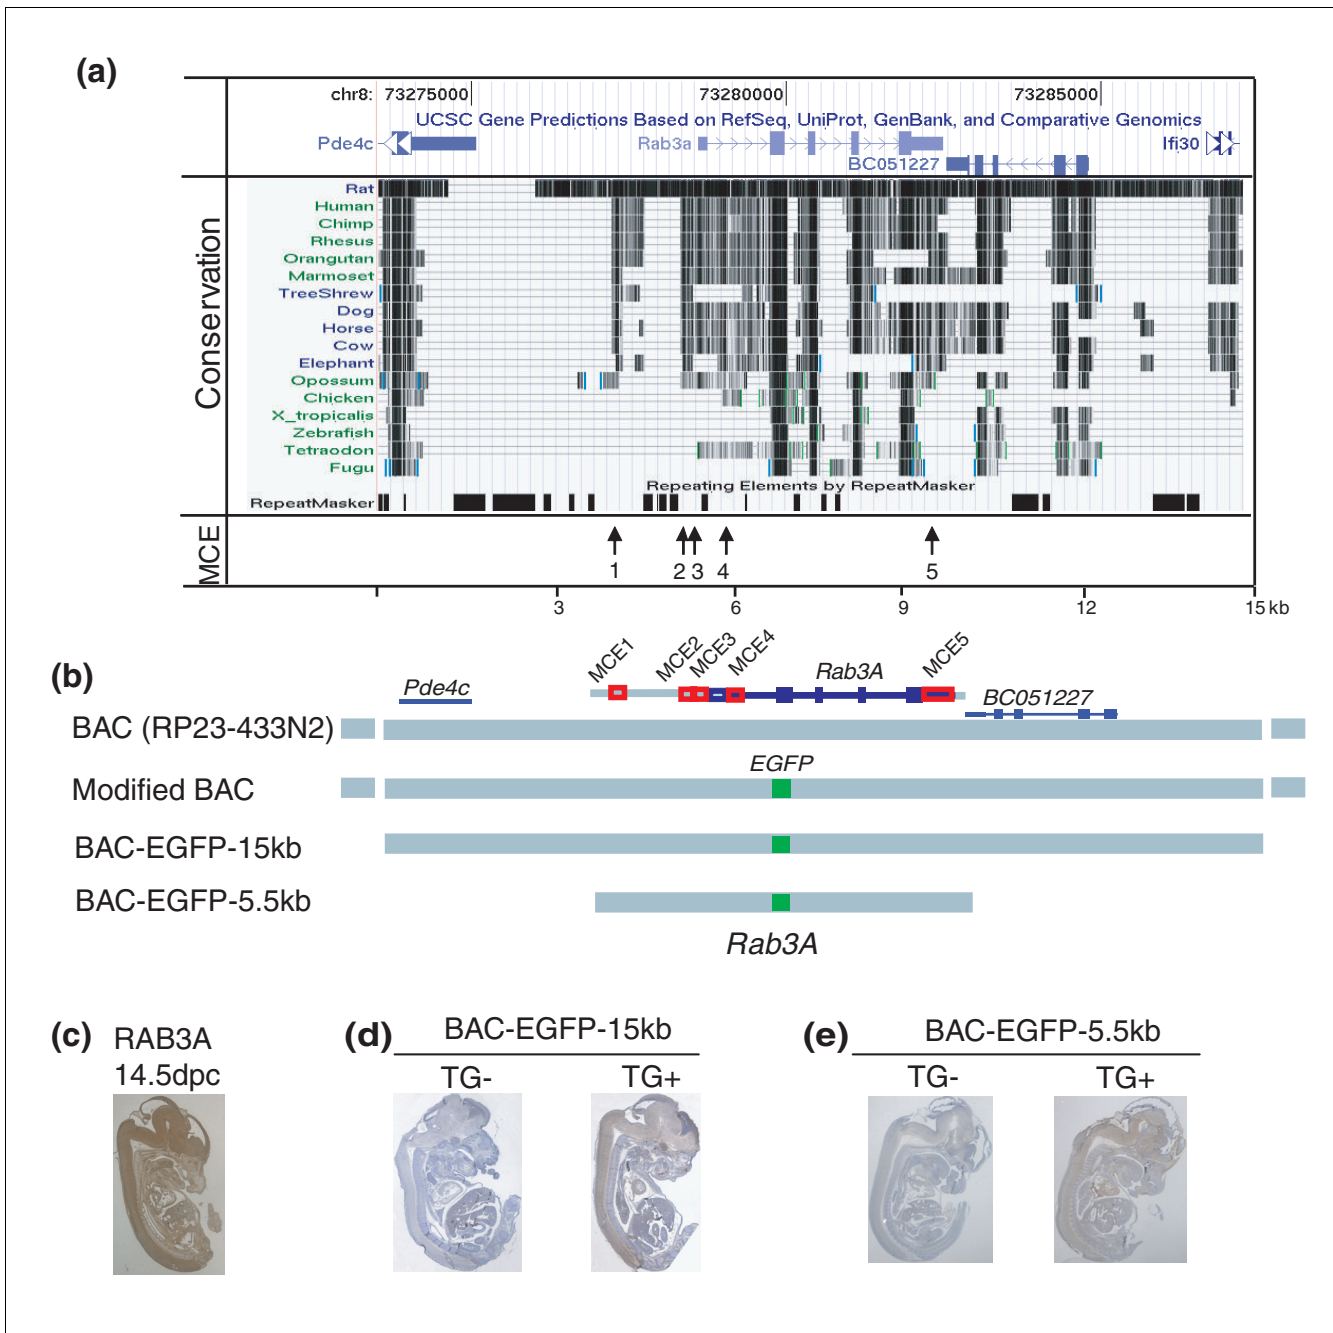 (a)
chr8: 73275000 73280000 73285000
UCSC Gene Predictions Based on RefSeq, UniProt, GenBank, and Comparative Genomics
Pde4c Rab3a Ifi30
BC051227
Conservation
Rat
Human
Chimp
Rhesus
Orangutan
Marmoset
TreeShrew
Dog
Horse
Cow
Elephant
Opossum
Chicken
X_tropicalis
Zebrafish
Tetraodon
Fugu
Repeating Elements by RepeatMasker
RepeatMasker
MCE
1 2 3 4 5
3 6 9 12 15 kb
(b)
MCE1 MCE2 MCE3 MCE4 MCE5
Pde4c Rab3A BC051227
BAC (RP23-433N2)
EGFP
Modified BAC
BAC-EGFP-15kb
BAC-EGFP-5.5kb
Rab3A
(c) RAB3A
14.5dpc
(d) BAC-EGFP-15kb
TG- TG+
(e) BAC-EGFP-5.5kb
TG- TG+